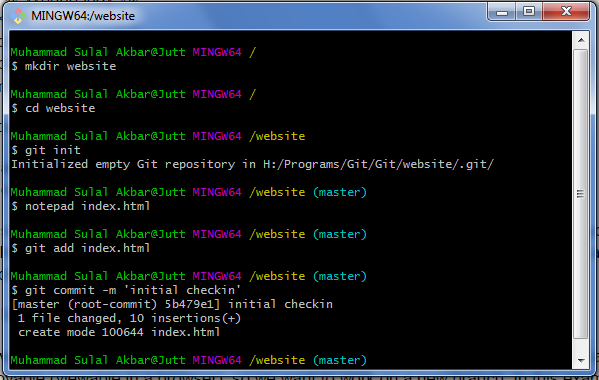 MINGW64:/website
Muhammad Sulal Akbar@Jutt MINGW64 /
$ mkdir website
Muhammad Sulal Akbar@Jutt MINGW64 /
$ cd website
Muhammad Sulal Akbar@Jutt MINGW64 /website
$ git init
Initialized empty Git repository in H:/Programs/Git/Git/website/.git/
Muhammad Sulal Akbar@Jutt MINGW64 /website (master)
$ notepad index.html
Muhammad Sulal Akbar@Jutt MINGW64 /website (master)
$ git add index.html
Muhammad Sulal Akbar@Jutt MINGW64 /website (master)
$ git commit -m 'initial checkin'
[master (root-commit) 5b479e1] initial checkin
1 file changed, 10 insertions(+)
create mode 100644 index.html
Muhammad Sulal Akbar@Jutt MINGW64 /website (master)